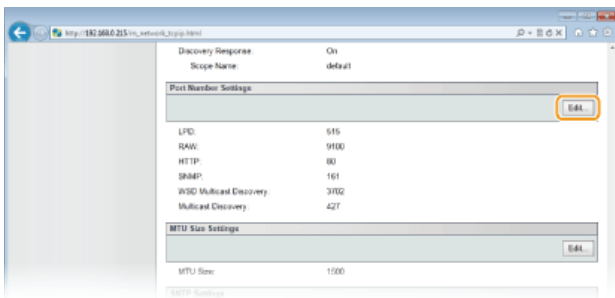 http://192.168.0.215/m_network_tcpip.html
Discovery Response: On
Scope Name: default
Port Number Settings
Edit...
LPD: 515
RAW: 9100
HTTP: 80
SNMP: 161
WSD Multicast Discovery: 3702
Multicast Discovery: 427
MTU Size Settings
Edit...
MTU Size: 1500
SNTP Settings